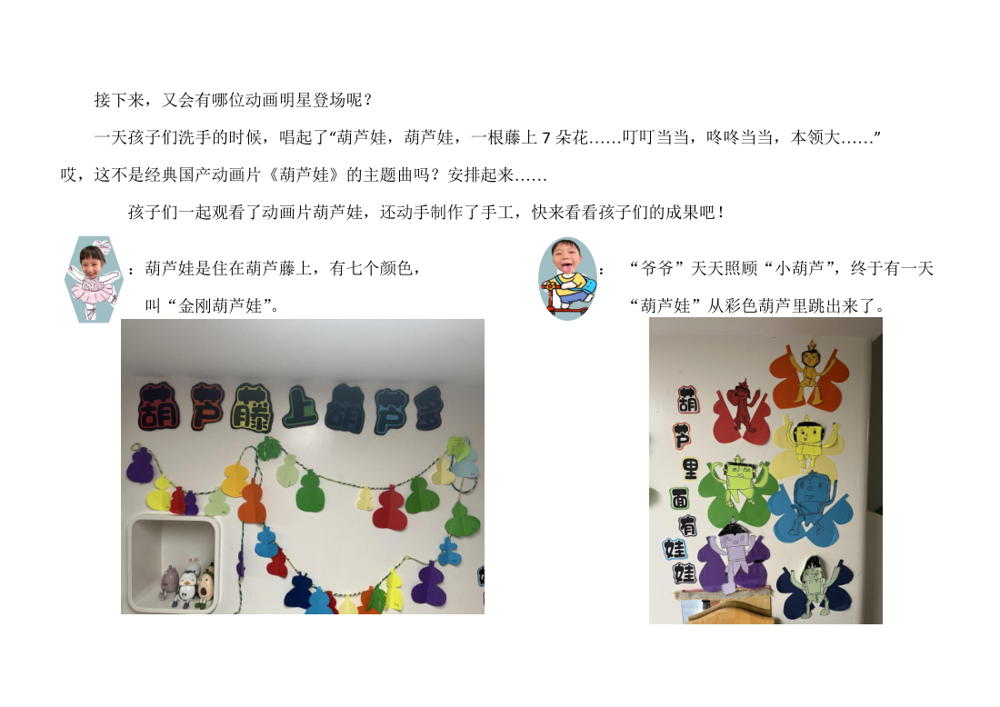 接下来，又会有哪位动画明星登场呢？
一天孩子们洗手的时候，唱起了“葫芦娃，葫芦娃，一根藤上 7 朵花……叮叮当当，咚咚当当，本领大……”
哎，这不是经典国产动画片《葫芦娃》的主题曲吗？安排起来……
孩子们一起观看了动画片葫芦娃，还动手制作了手工，快来看看孩子们的成果吧！
：葫芦娃是住在葫芦藤上，有七个颜色，
叫“金刚葫芦娃”。
： “爷爷”天天照顾“小葫芦”，终于有一天
“葫芦娃”从彩色葫芦里跳出来了。
葫芦藤上葫芦多
葫芦里面有娃娃